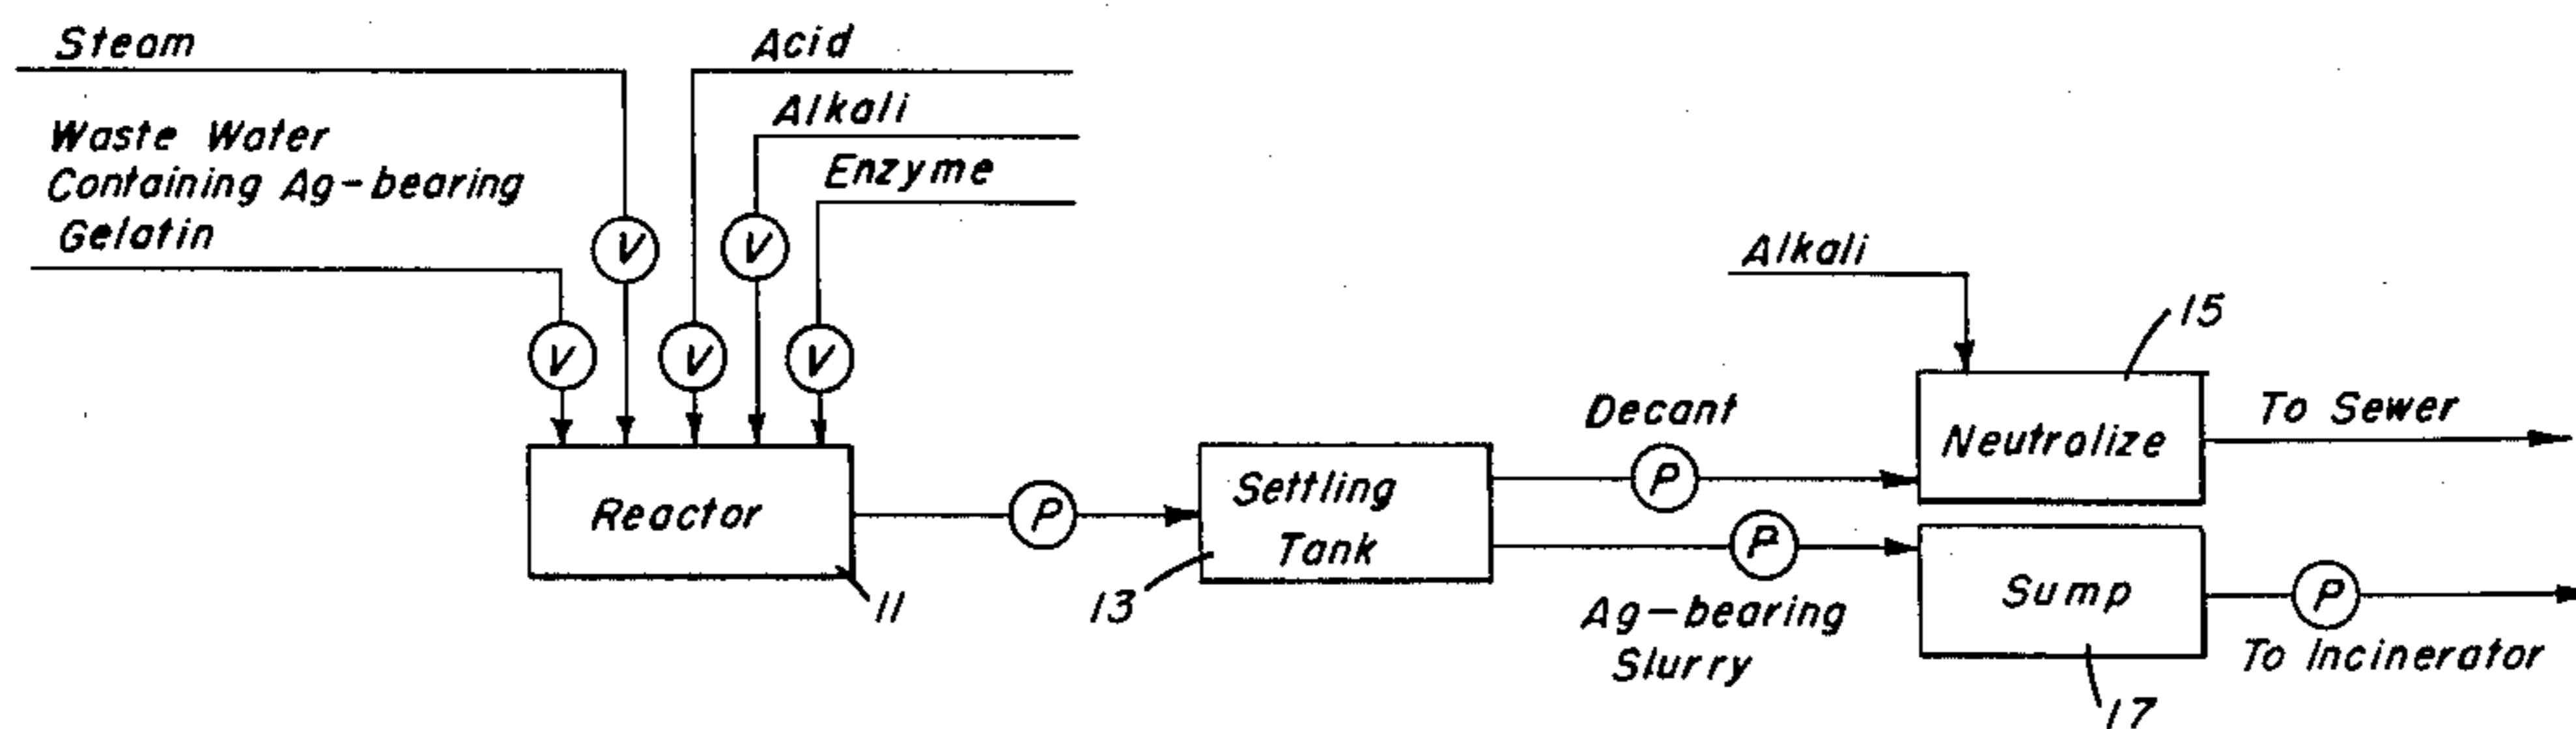 Steam
Acid
Alkali
Enzyme
Waste Water
Containing Ag-bearing
Gelatin
V
V
V
V
V
Alkali
15
Reactor
11
P
Settling
Tank
13
Decant
P
Neutralize
To Sewer
P
Ag-bearing
Slurry
Sump
17
P
To Incinerator